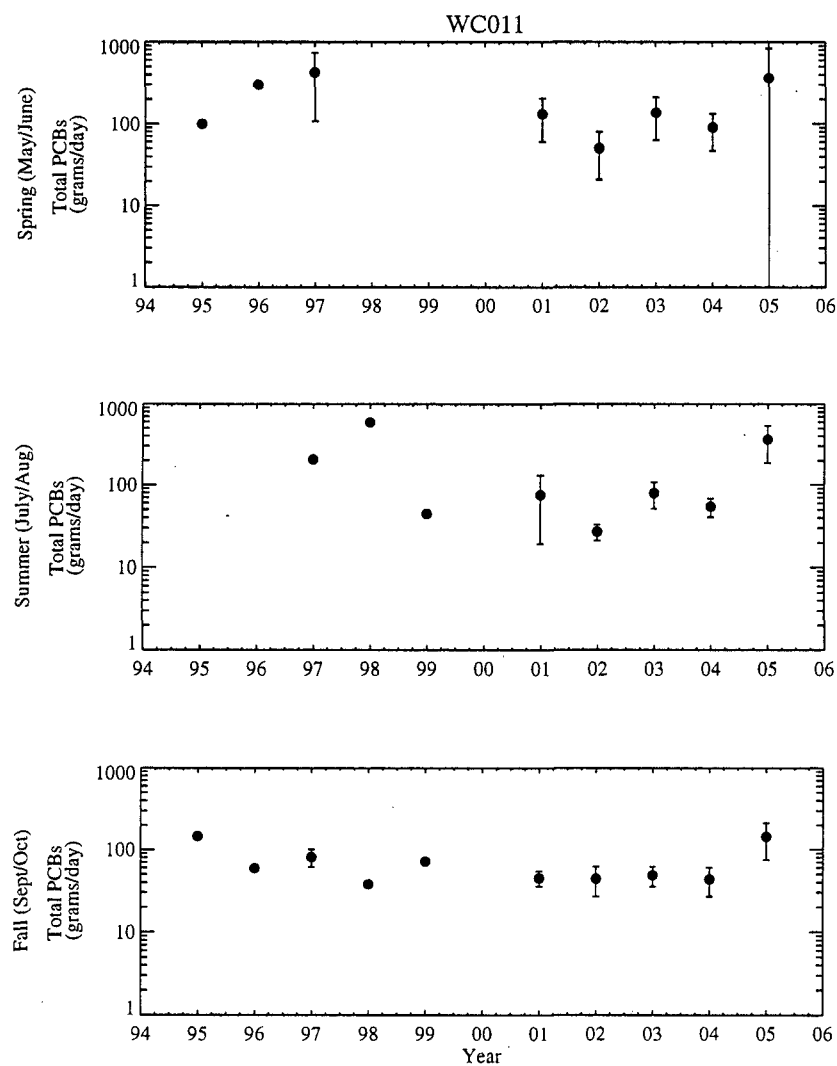 WC011
Spring (May/June)
Total PCBs
(grams/day)
1000
100
10
1
94 95 96 97 98 99 00 01 02 03 04 05 06
Summer (July/Aug)
Total PCBs
(grams/day)
1000
100
10
1
94 95 96 97 98 99 00 01 02 03 04 05 06
Fall (Sept/Oct)
Total PCBs
(grams/day)
1000
100
10
1
94 95 96 97 98 99 00 01 02 03 04 05 06
Year